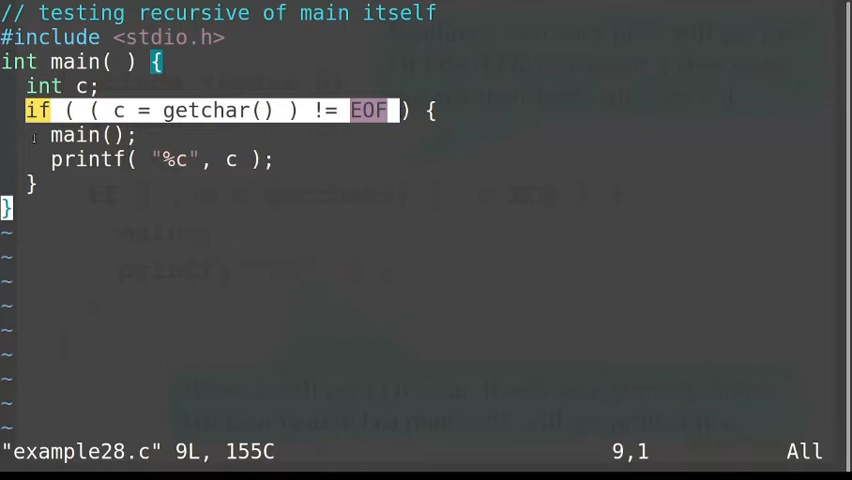 // testing recursive of main itself
#include <stdio.h>
int main( ) {
  int c;
  if ( ( c = getchar() ) != EOF ) {
    main();
    printf( "%c", c );
  }
}
~
~
~
~
~
~
~
~
~
"example28.c" 9L, 155C 9,1 All